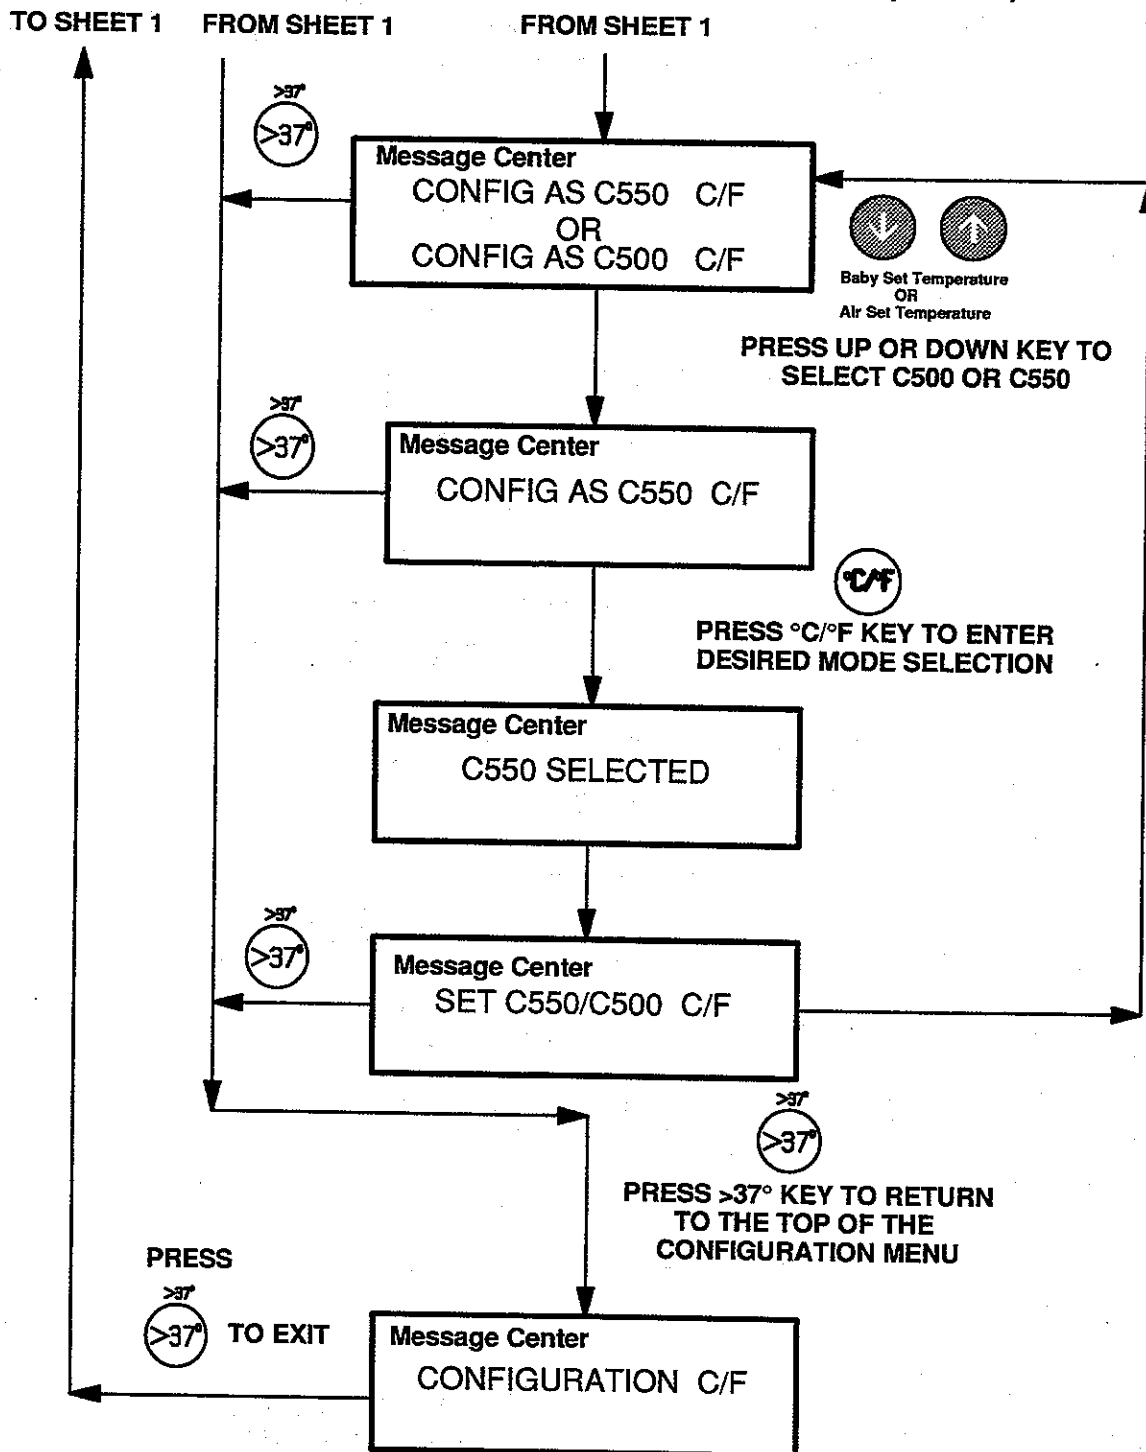 TO SHEET 1 FROM SHEET 1 FROM SHEET 1
>37°
>37°
Message Center
CONFIG AS C550 C/F
OR
CONFIG AS C500 C/F
Baby Set Temperature
OR
Air Set Temperature
PRESS UP OR DOWN KEY TO
SELECT C500 OR C550
>37°
>37°
Message Center
CONFIG AS C550 C/F
°C/°F
PRESS °C/°F KEY TO ENTER
DESIRED MODE SELECTION
Message Center
C550 SELECTED
>37°
>37°
Message Center
SET C550/C500 C/F
>37°
>37°
PRESS >37° KEY TO RETURN
TO THE TOP OF THE
CONFIGURATION MENU
PRESS
>37°
>37° TO EXIT
Message Center
CONFIGURATION C/F